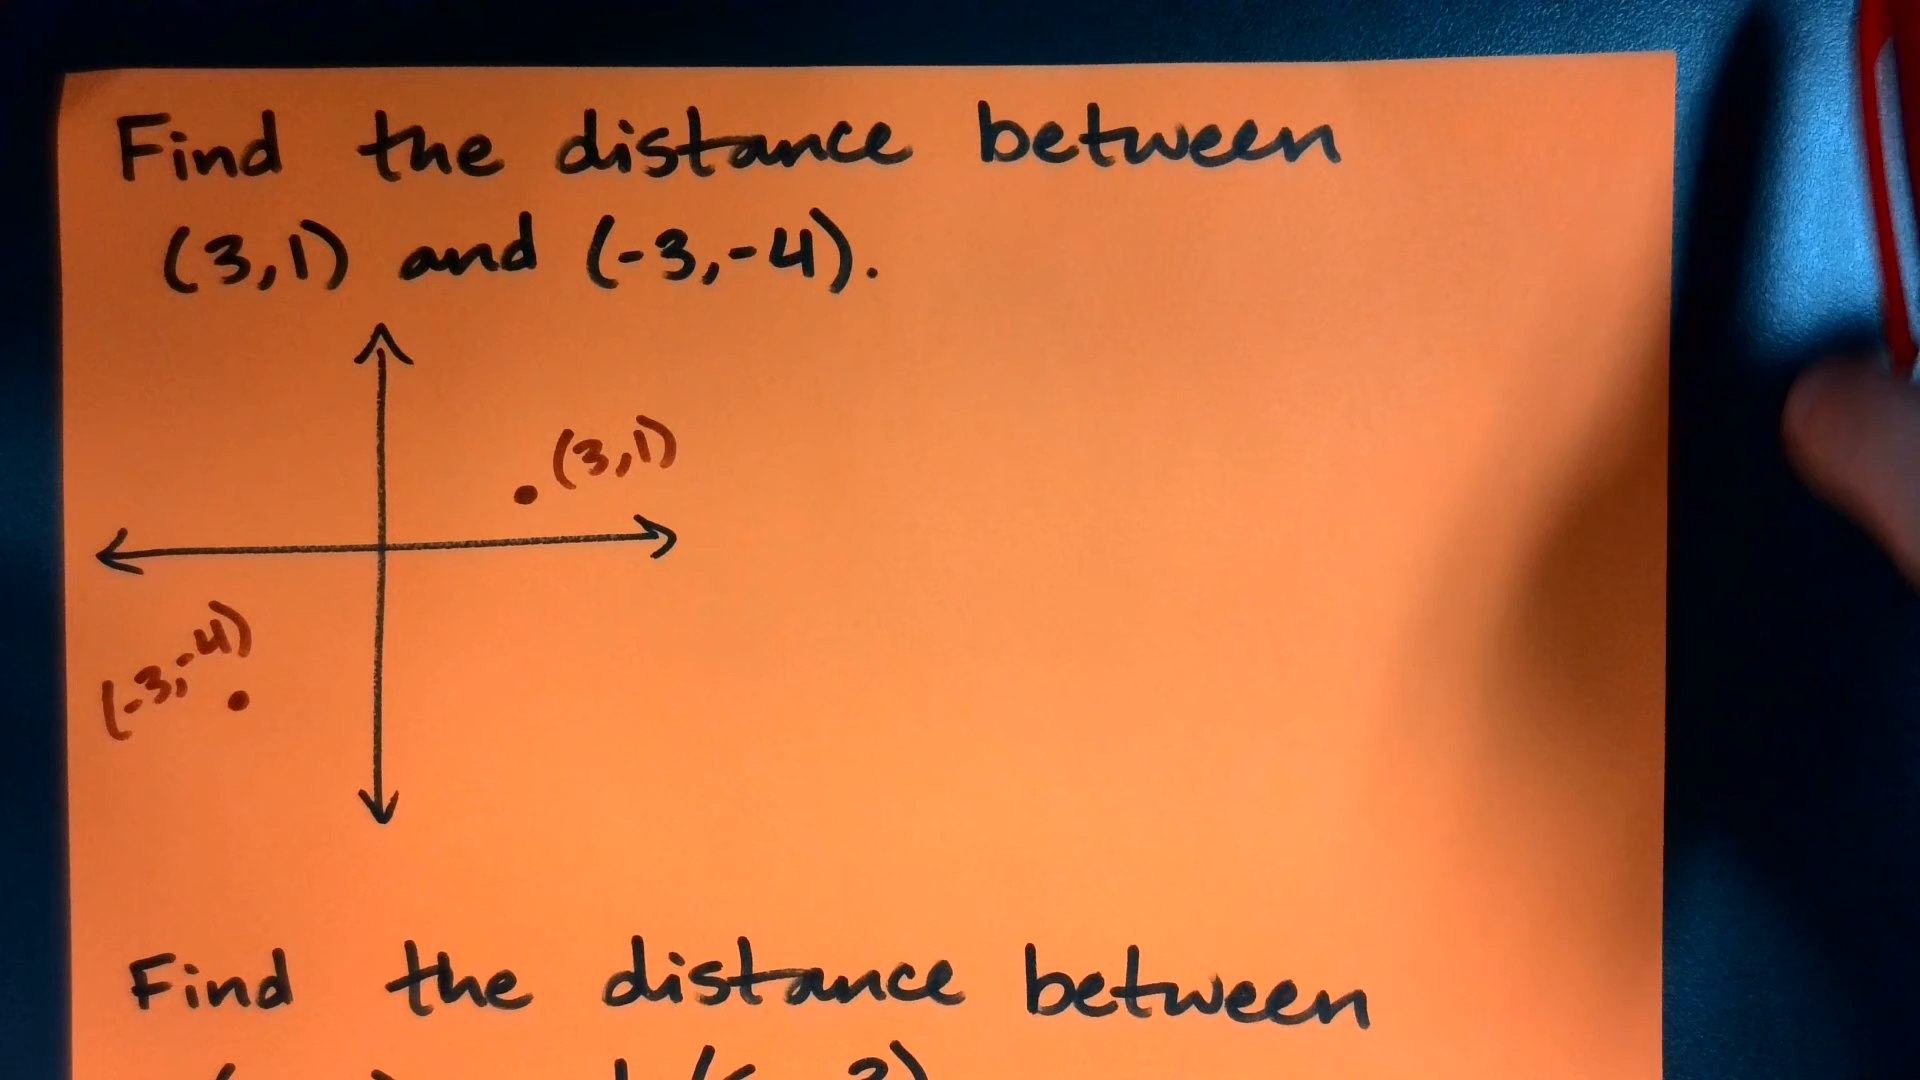 Find the distance between
(3,1) and (-3,-4).
(3,1)
(-3,-4)
Find the distance between